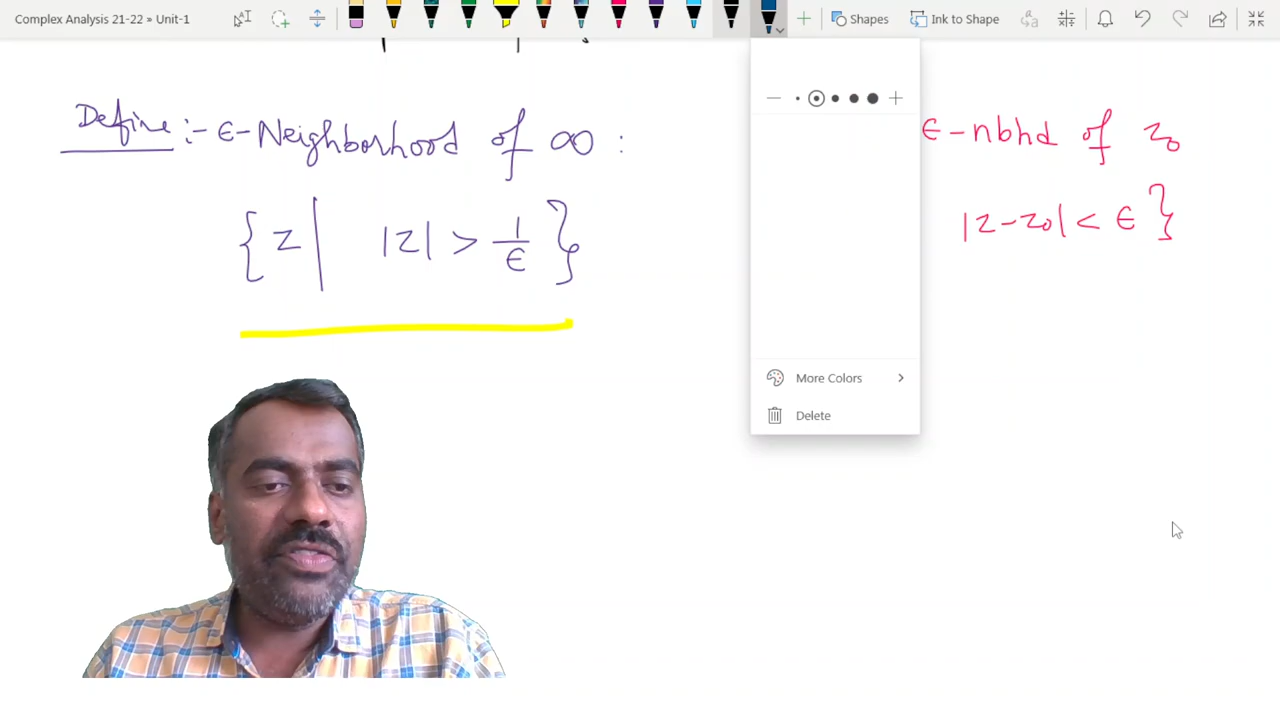 Complex Analysis 21-22 » Unit-1
Shapes
Ink to Shape
Define :- ϵ-Neighborhood of ∞ :
{ z | |z| > 1/ϵ }
ϵ-nbhd of z₀
|z-z₀| < ϵ }
More Colors
Delete